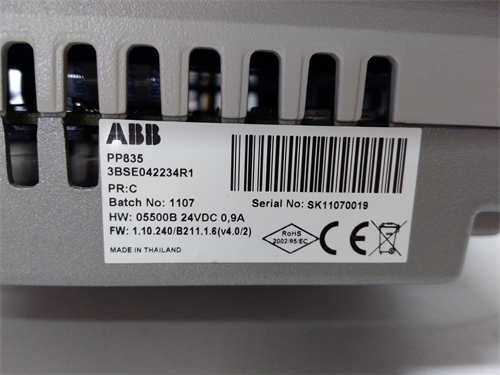 ABB
PP835
3BSE042234R1
PR:C
Batch No: 1107
Serial No: SK11070019
HW: 05500B 24VDC 0,9A
FW: 1.10.240/B211.1.6(v4.0/2)
RoHS
2002/95/EC
CE
MADE IN THAILAND